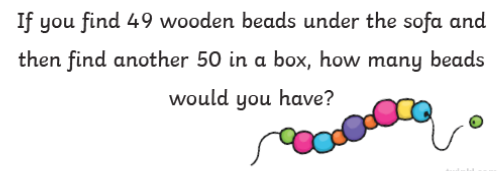 If you find 49 wooden beads under the sofa and
then find another 50 in a box, how many beads
would you have?